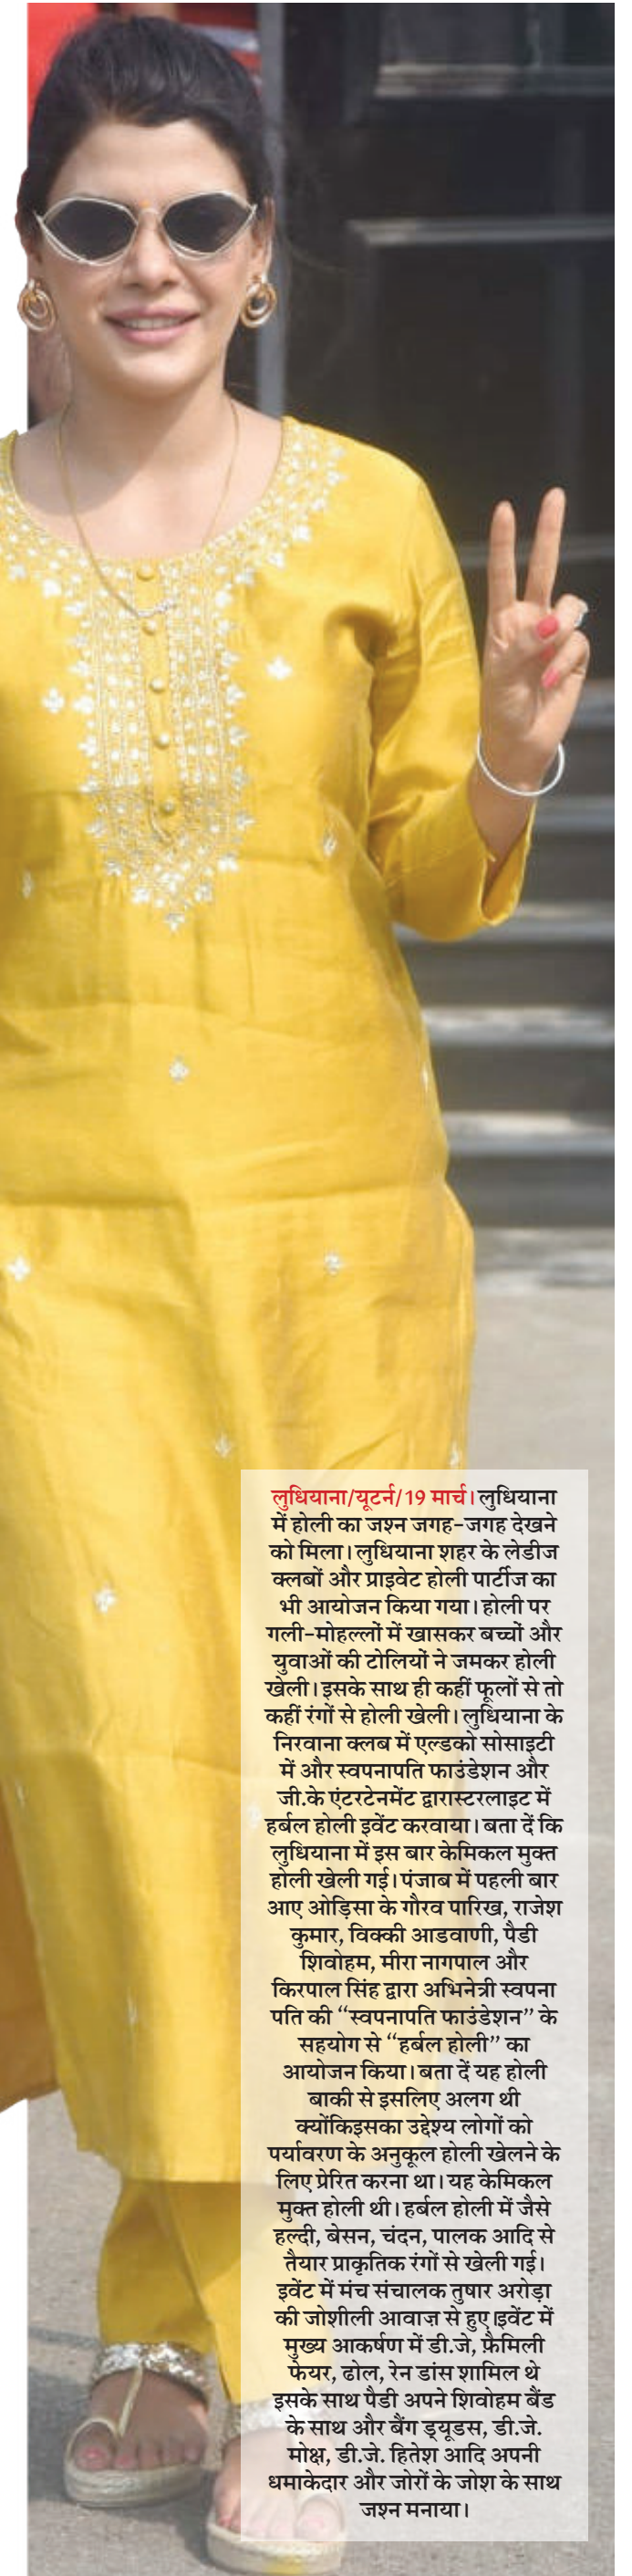 लुधियाना/यूटर्न/19 मार्च। लुधियाना
में होली का जश्न जगह-जगह देखने
को मिला। लुधियाना शहर के लेडीज
क्लबों और प्राइवेट होली पार्टीज का
भी आयोजन किया गया। होली पर
गली-मोहल्लों में खासकर बच्चों और
युवाओं की टोलियों ने जमकर होली
खेली। इसके साथ ही कहीं फूलों से तो
कहीं रंगों से होली खेली। लुधियाना के
निरवाना क्लब में एल्डको सोसाइटी
में और स्वपनापति फाउंडेशन और
जी.के एंटरटेनमेंट द्वारास्टरलाइट में
हर्बल होली इवेंट करवाया। बता दें कि
लुधियाना में इस बार केमिकल मुक्त
होली खेली गई। पंजाब में पहली बार
आए ओड़िसा के गौरव पारिख, राजेश
कुमार, विक्की आडवाणी, पैडी
शिवोहम, मीरा नागपाल और
किरपाल सिंह द्वारा अभिनेत्री स्वपना
पति की “स्वपनापति फाउंडेशन” के
सहयोग से “हर्बल होली” का
आयोजन किया। बता दें यह होली
बाकी से इसलिए अलग थी
क्योंकिइसका उद्देश्य लोगों को
पर्यावरण के अनुकूल होली खेलने के
लिए प्रेरित करना था। यह केमिकल
मुक्त होली थी। हर्बल होली में जैसे
हल्दी, बेसन, चंदन, पालक आदि से
तैयार प्राकृतिक रंगों से खेली गई।
इवेंट में मंच संचालक तुषार अरोड़ा
की जोशीली आवाज़ से हुए।इवेंट में
मुख्य आकर्षण में डी.जे, फ़ैमिली
फेयर, ढोल, रेन डांस शामिल थे
इसके साथ पैडी अपने शिवोहम बैंड
के साथ और बैंग ड्यूडस, डी.जे.
मोक्ष, डी.जे. हितेश आदि अपनी
धमाकेदार और जोरों के जोश के साथ
जश्न मनाया।